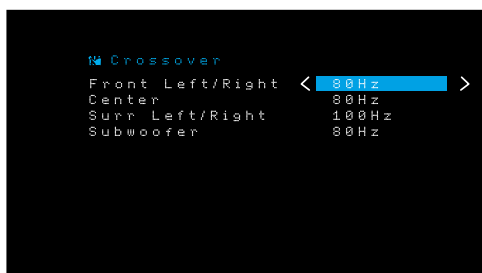 Crossover
Front Left/Right < 80Hz >
Center 80Hz
Surr Left/Right 100Hz
Subwoofer 80Hz